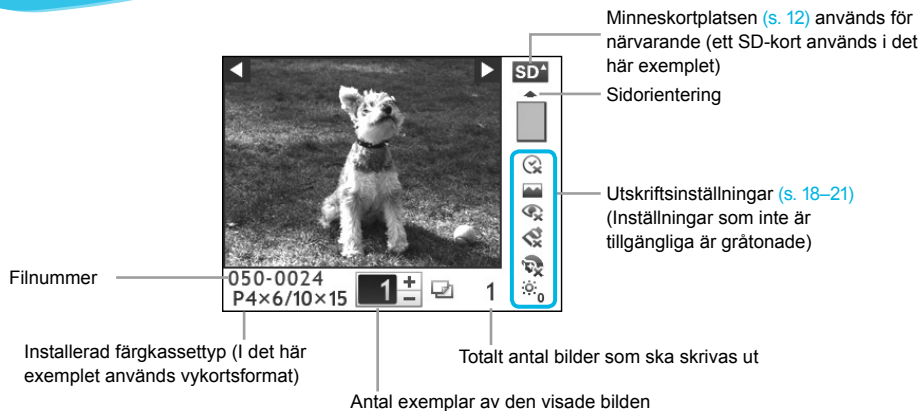 Minneskortplatsen (s. 12) används för
närvarande (ett SD-kort används i det
här exemplet)
SD
Sidorientering
Utskriftsinställningar (s. 18–21)
(Inställningar som inte är
tillgängliga är gråtonade)
0
Filnummer
050-0024
P4×6/10×15
1 + −
1
Installerad färgkassettyp (I det här
exemplet används vykortsformat)
Totalt antal bilder som ska skrivas ut
Antal exemplar av den visade bilden